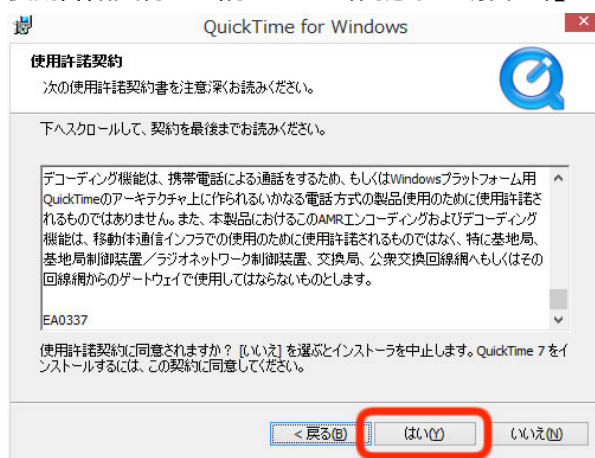 QuickTime for Windows
使用許諾契約
次の使用許諾契約書を注意深くお読みください。
下へスクロールして、契約を最後までお読みください。
デコーディング機能は、携帯電話による通話をするため、もしくはWindowsプラットフォーム用
QuickTimeのアーキテクチャ上に作られるいかなる電話方式の製品使用のために使用許諾さ
れるものではありません。また、本製品におけるこのAMRエンコーディングおよびデコーディング
機能は、移動体通信インフラでの使用のために使用許諾されるものではなく、特に基地局、
基地局制御装置／ラジオネットワーク制御装置、交換局、公衆交換回線網へもしくはその
回線網からのゲートウェイで使用してはならないものとします。
EA0337
使用許諾契約に同意されますか？ [いいえ] を選ぶとインストーラを中止します。QuickTime 7 をイ
ンストールするには、この契約に同意してください。
< 戻る(B) はい(Y) いいえ(N)